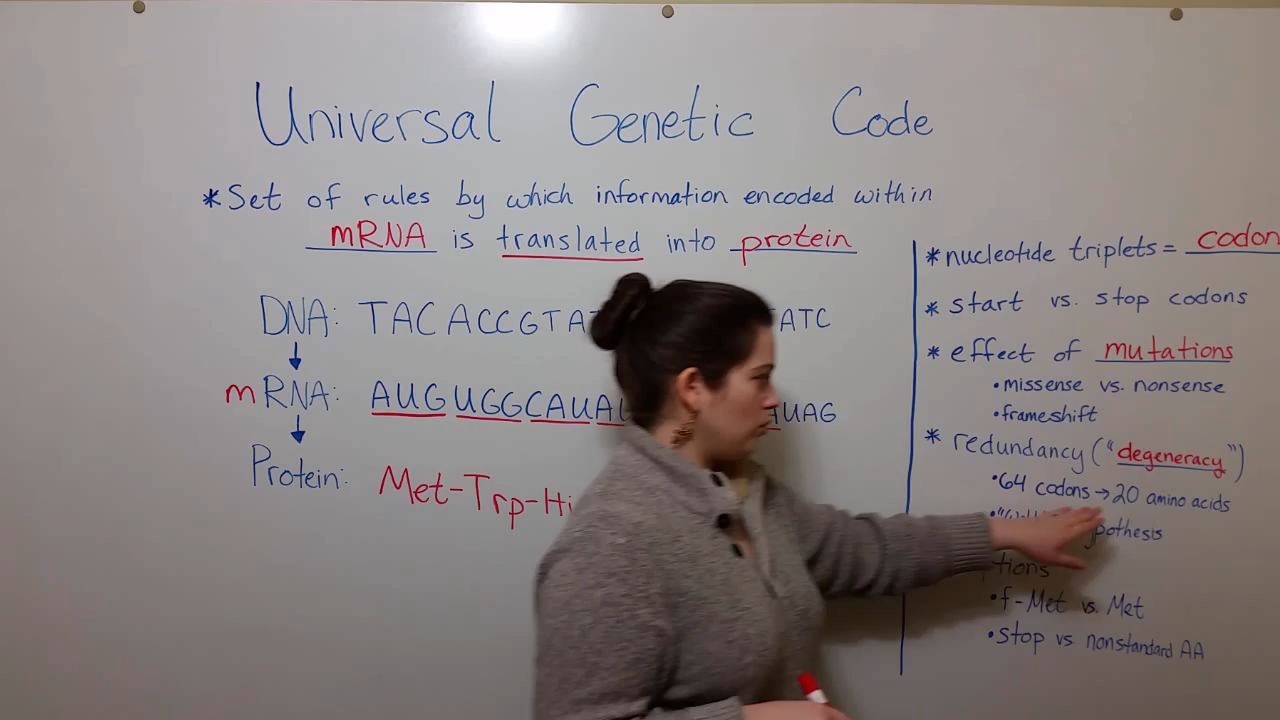 Universal Genetic Code
*Set of rules by which information encoded within
mRNA is translated into protein
DNA: TACACCGTA ATC
mRNA: AUGUGGCAUAU AUAG
Protein: Met-Trp-Hi
*nucleotide triplets = codon
*start vs. stop codons
*effect of mutations
•missense vs. nonsense
•frameshift
*redundancy ("degeneracy")
•64 codons→20 amino acids
pothesis
tions
•f-Met vs. Met
•stop vs nonstandard AA